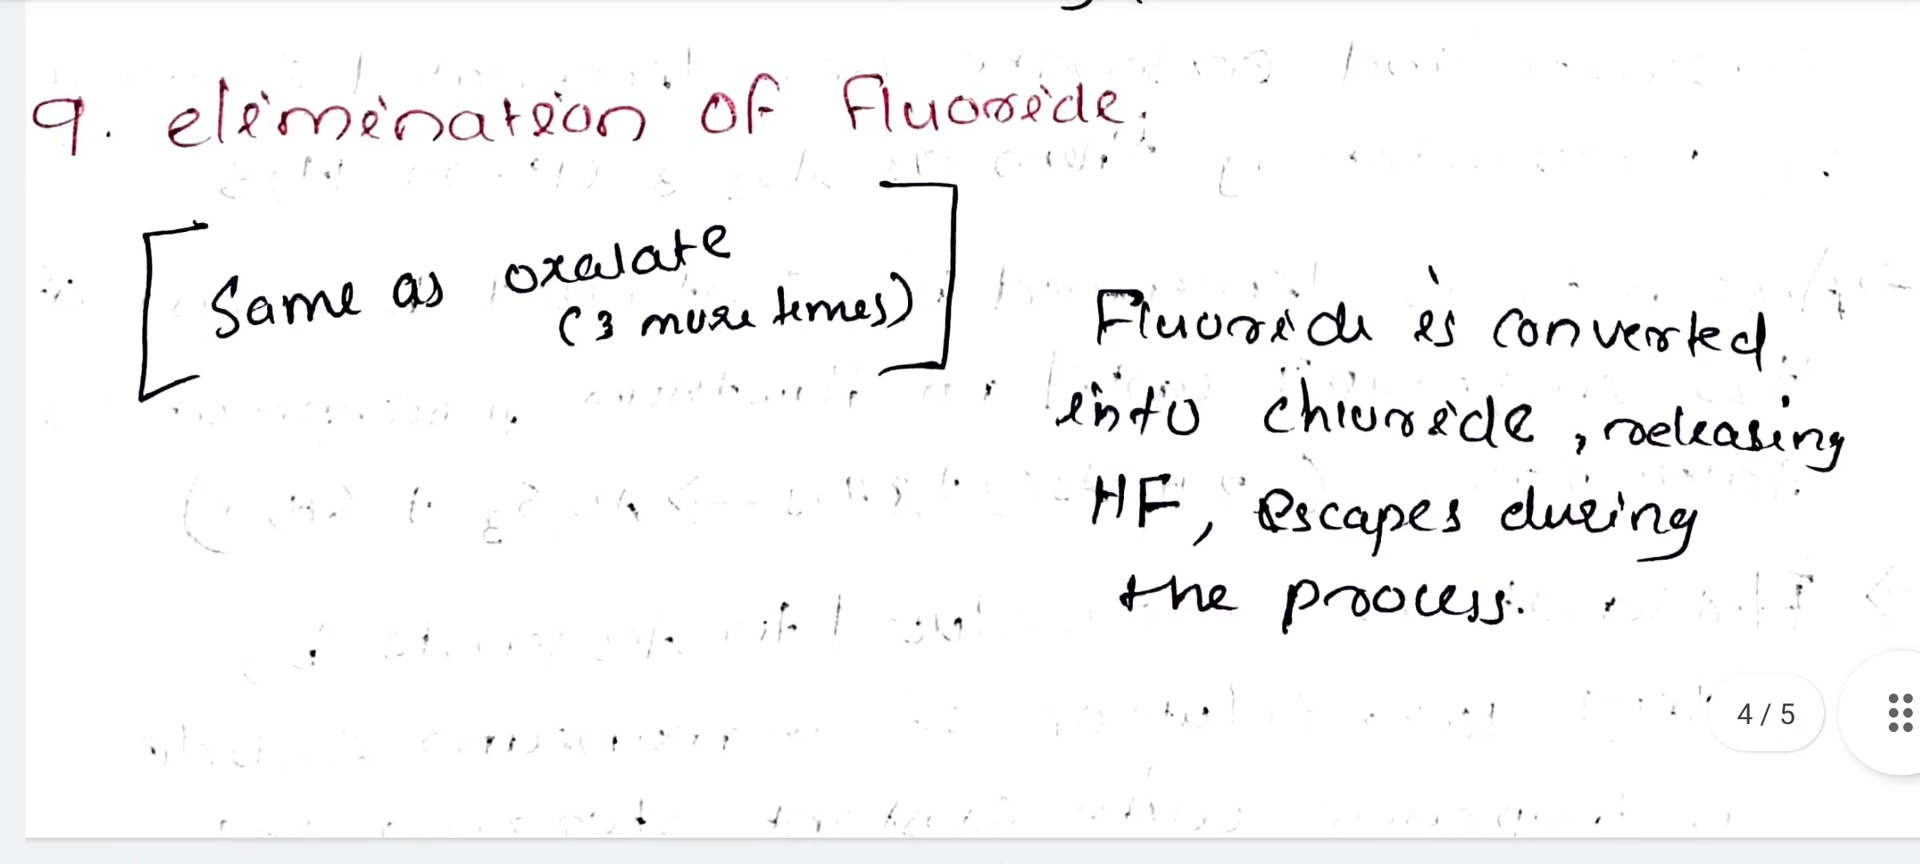 9. elimination of Fluoride.
Same as oxalate
(3 more times)
Fluoride is converted
into chloride, releasing
HF, escapes during
the process.
4 / 5